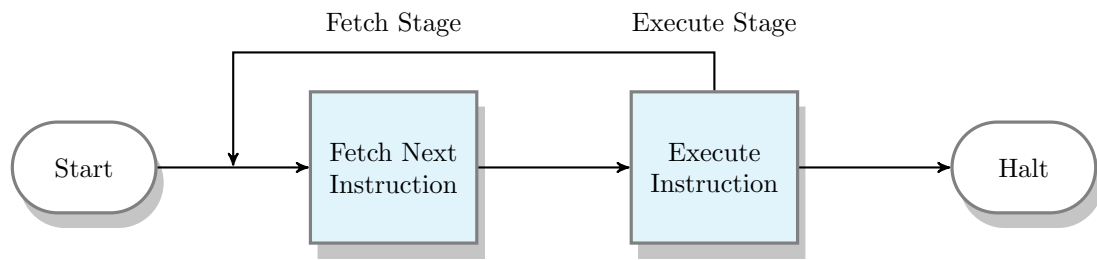 Fetch Stage
Execute Stage
Start
Fetch Next
Instruction
Execute
Instruction
Halt